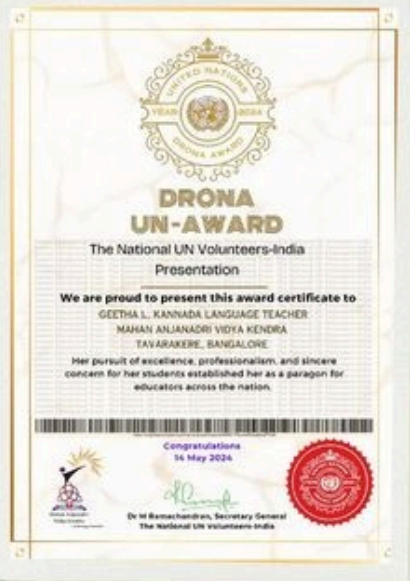 UNITED NATIONS
YEAR 2024
DRONA AWARD
DRONA
UN-AWARD
The National UN Volunteers-India
Presentation
We are proud to present this award certificate to
GEETHA L, KANNADA LANGUAGE TEACHER
MAHAN ANJANADRI VIDYA KENDRA
TAVARAKERE, BANGALORE
Her pursuit of excellence, professionalism, and sincere
concern for her students established her as a paragon for
educators across the nation.
Congratulations
14 May 2024
Dr M Ramachandran, Secretary General
The National UN Volunteers-India